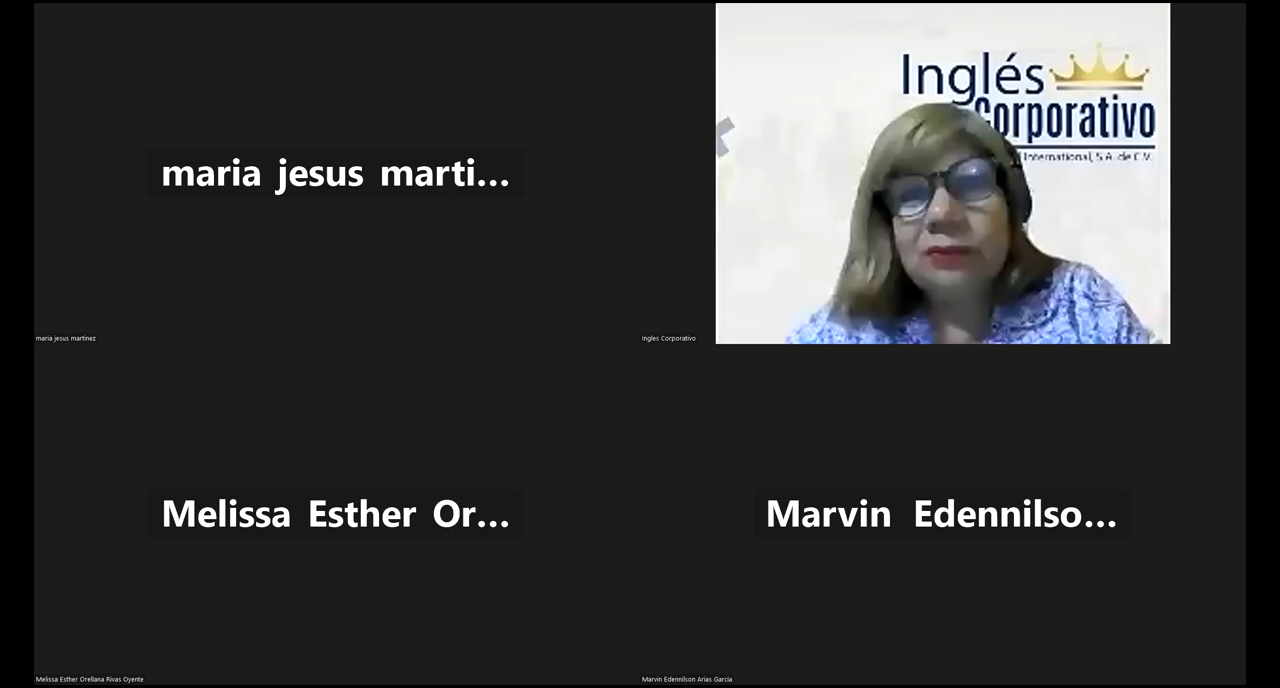 maria jesus marti...
Inglés
Corporativo
International, S.A. de C.V.
maria jesus martinez
Ingles Corporativo
Melissa Esther Or...
Marvin Edennilso...
Melissa Esther Orellana Rivas Oyente
Marvin Edennilson Arias Garcia